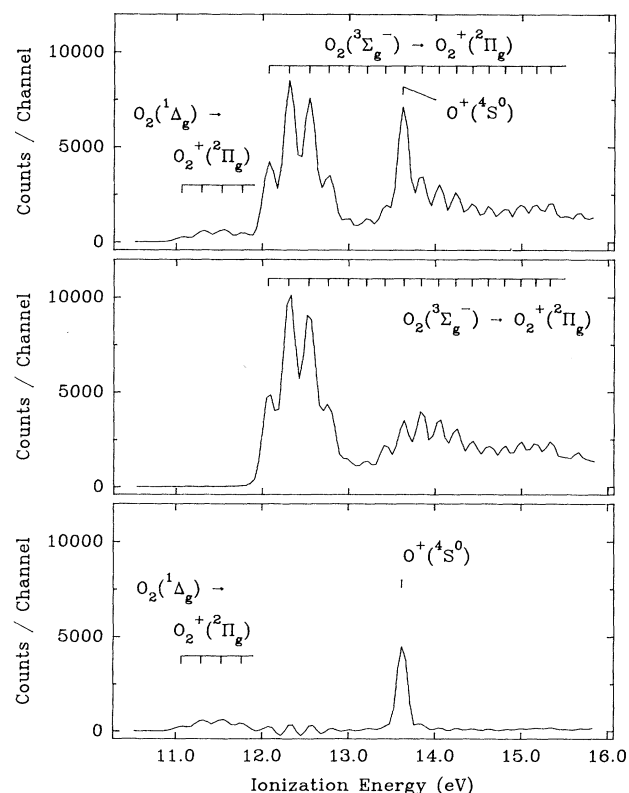 10000
5000
0
Counts / Channel
O₂(³Σg⁻) → O₂⁺(²Πg)
O⁺(⁴S⁰)
O₂(¹Δg) →
O₂⁺(²Πg)
10000
5000
0
Counts / Channel
O₂(³Σg⁻) → O₂⁺(²Πg)
10000
5000
0
Counts / Channel
O⁺(⁴S⁰)
O₂(¹Δg) →
O₂⁺(²Πg)
11.0 12.0 13.0 14.0 15.0 16.0
Ionization Energy (eV)